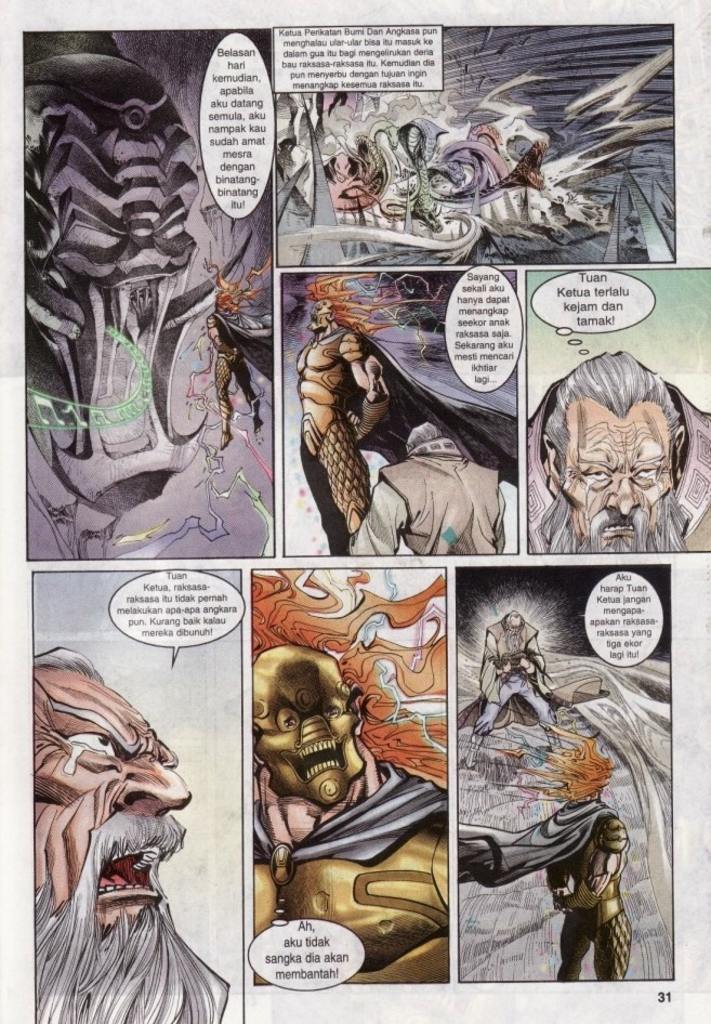 Belasan
hari
kemudian,
apabila
aku datang
semula, aku
nampak kau
sudah amat
mesra
dengan
binatang-
binatang
itu!
Ketua Perikatan Bumi Dan Angkasa pun
menghalau ular-ular bisa itu masuk ke
dalam gua itu bagi mengelirukan deria
bau raksasa-raksasa itu. Kemudian dia
pun menyerbu dengan tujuan ingin
menangkap kesemua raksasa itu.
Sayang
sekali aku
hanya dapat
menangkap
seekor anak
raksasa saja.
Sekarang aku
mesti mencari
ikhtiar
lagi...
Tuan
Ketua terlalu
kejam dan
tamak!
Tuan
Ketua, raksasa-
raksasa itu tidak pernah
melakukan apa-apa angkara
pun. Kurang baik kalau
mereka dibunuh!
Ah,
aku tidak
sangka dia akan
membantah!
Aku
harap Tuan
Ketua jangan
mengapa-
apakan raksasa-
raksasa yang
tiga ekor
lagi itu!
31